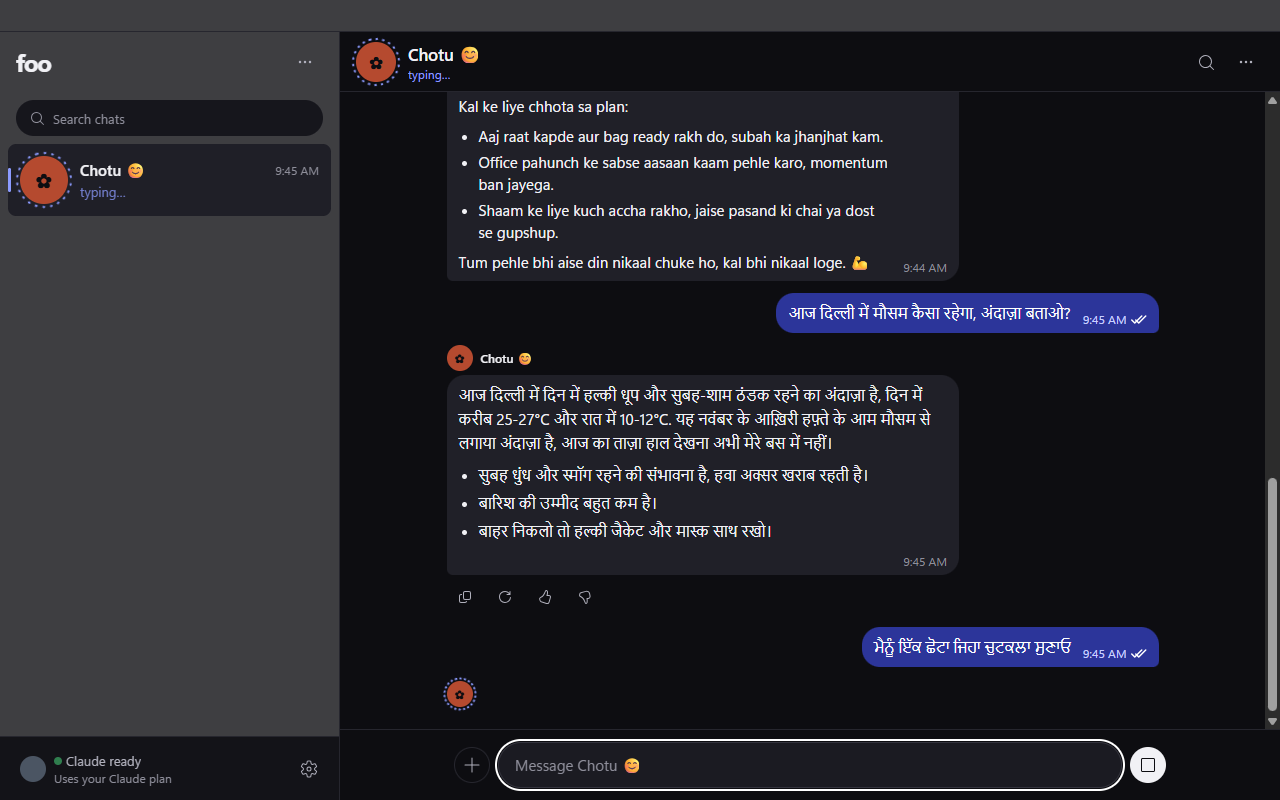 foo
Search chats
Chotu 😊
9:45 AM
typing...
Claude ready
Uses your Claude plan
Chotu 😊
typing...
Kal ke liye chhota sa plan:
• Aaj raat kapde aur bag ready rakh do, subah ka jhanjhat kam.
• Office pahunch ke sabse aasaan kaam pehle karo, momentum
ban jayega.
• Shaam ke liye kuch accha rakho, jaise pasand ki chai ya dost
se gupshup.
Tum pehle bhi aise din nikaal chuke ho, kal bhi nikaal loge. 💪
9:44 AM
आज दिल्ली में मौसम कैसा रहेगा, अंदाज़ा बताओ?
9:45 AM
Chotu 😊
आज दिल्ली में दिन में हल्की धूप और सुबह-शाम ठंडक रहने का अंदाज़ा है, दिन में
करीब 25-27°C और रात में 10-12°C. यह नवंबर के आख़िरी हफ़्ते के आम मौसम से
लगाया अंदाज़ा है, आज का ताज़ा हाल देखना अभी मेरे बस में नहीं।
• सुबह धुंध और स्मॉग रहने की संभावना है, हवा अक्सर खराब रहती है।
• बारिश की उम्मीद बहुत कम है।
• बाहर निकलो तो हल्की जैकेट और मास्क साथ रखो।
9:45 AM
ਮੈਨੂੰ ਇੱਕ ਛੋਟਾ ਜਿਹਾ ਚੁਟਕਲਾ ਸੁਣਾਓ
9:45 AM
Message Chotu 😊